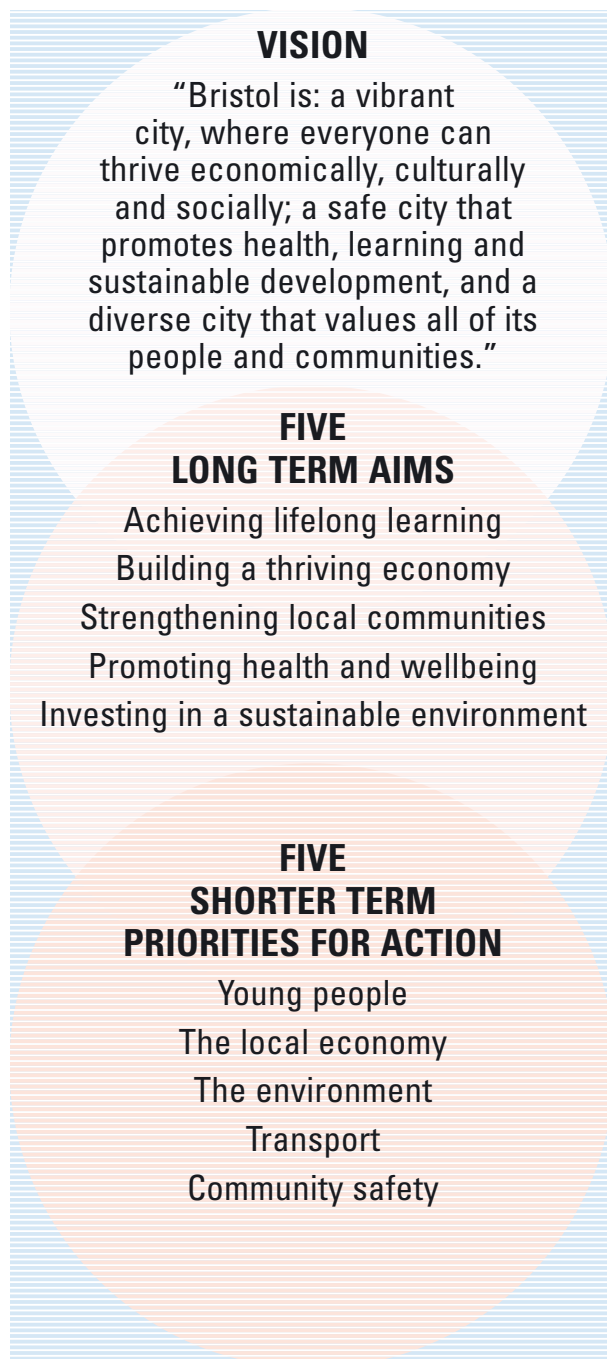 VISION
“Bristol is: a vibrant
city, where everyone can
thrive economically, culturally
and socially; a safe city that
promotes health, learning and
sustainable development, and a
diverse city that values all of its
people and communities.”
FIVE
LONG TERM AIMS
Achieving lifelong learning
Building a thriving economy
Strengthening local communities
Promoting health and wellbeing
Investing in a sustainable environment
FIVE
SHORTER TERM
PRIORITIES FOR ACTION
Young people
The local economy
The environment
Transport
Community safety